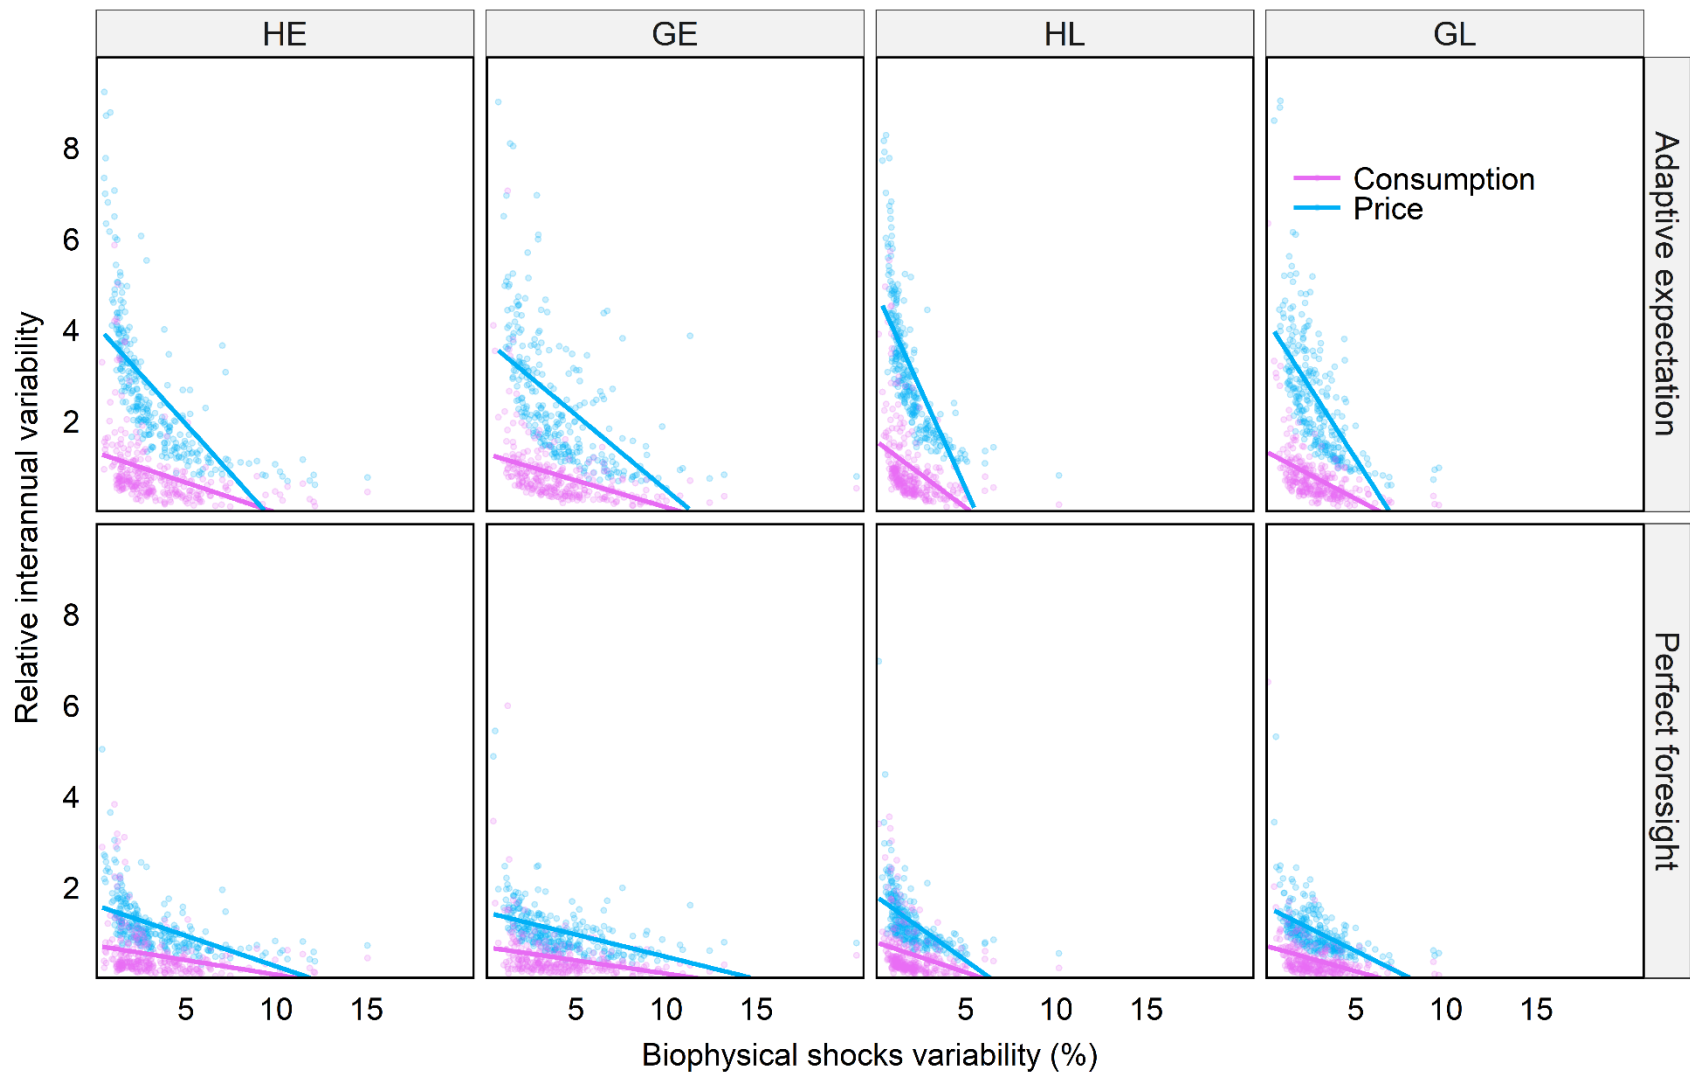 HE GE HL GL
Relative interannual variability
8
6
4
2
Consumption
Price
Adaptive expectation
8
6
4
2
Perfect foresight
5 10 15 5 10 15 5 10 15 5 10 15
Biophysical shocks variability (%)